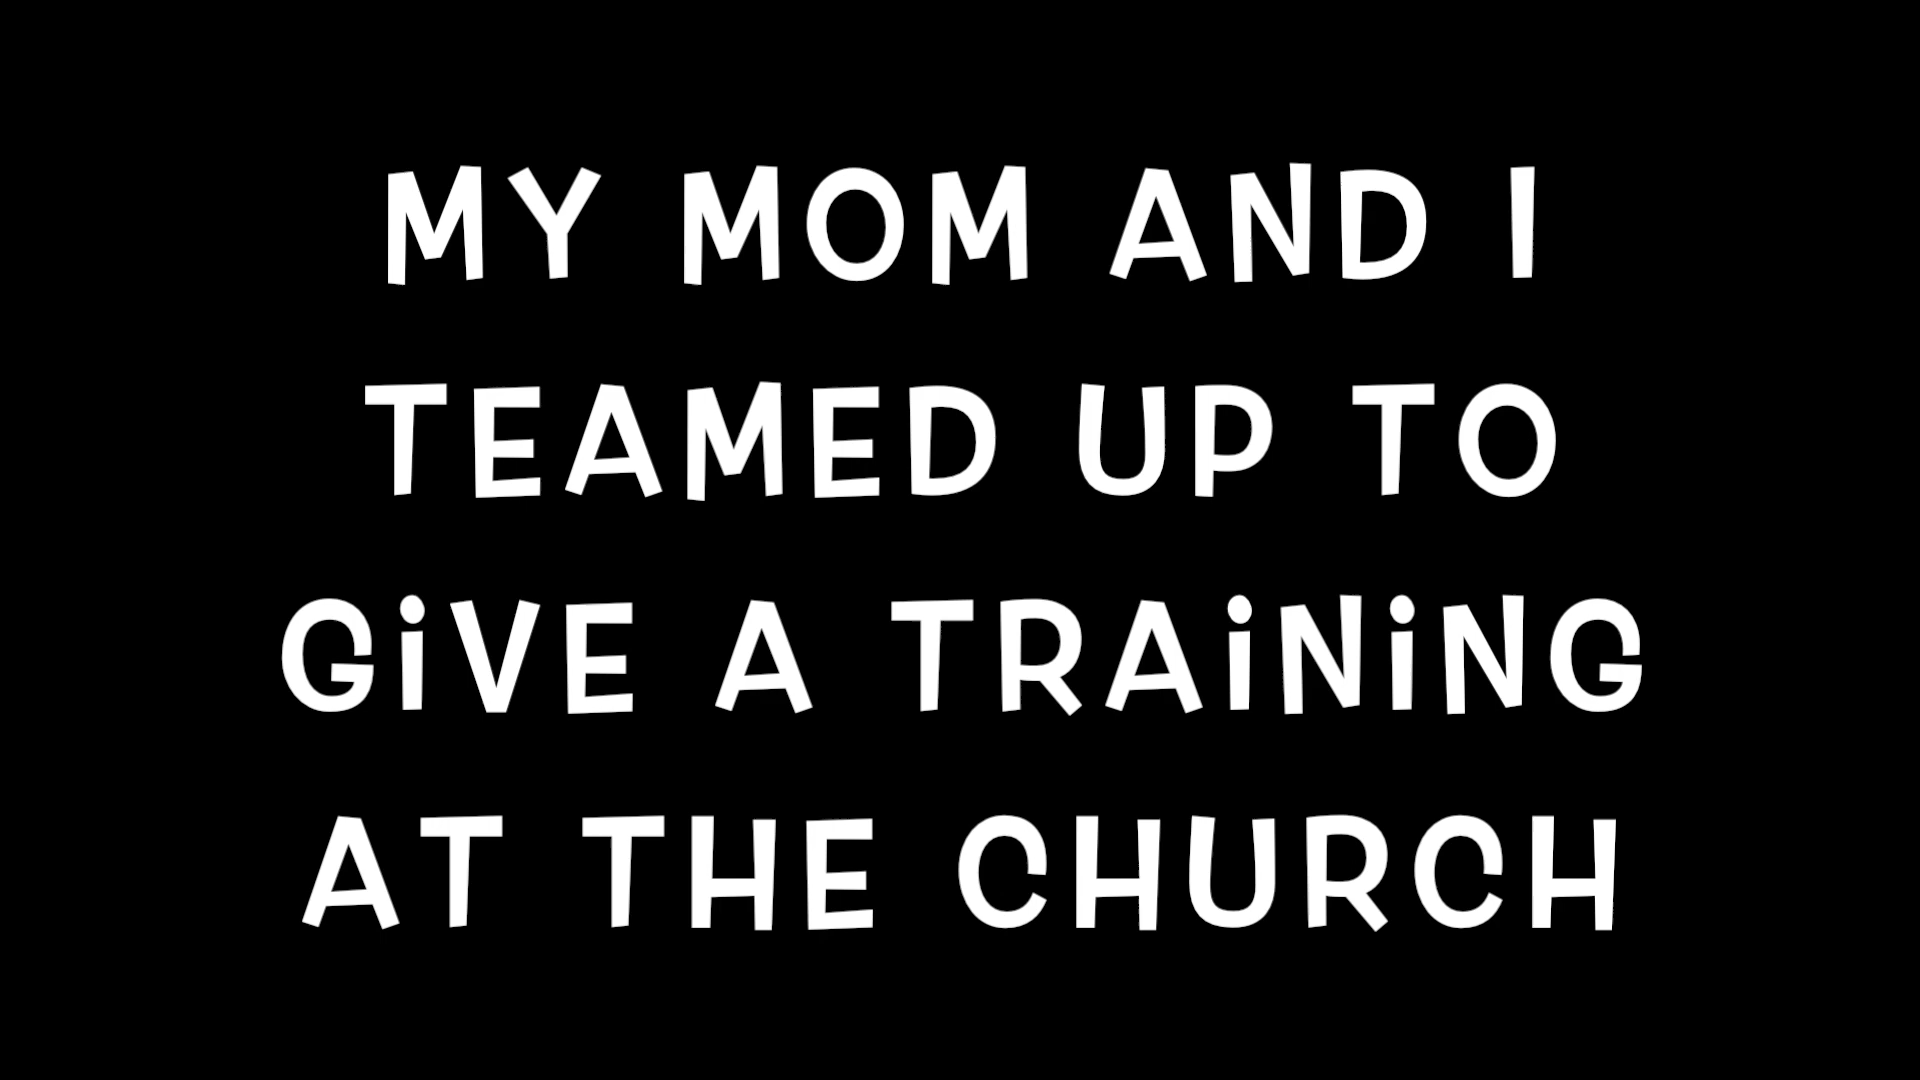 MY MOM AND I
TEAMED UP TO
GiVE A TRAiNiNG
AT THE CHURCH